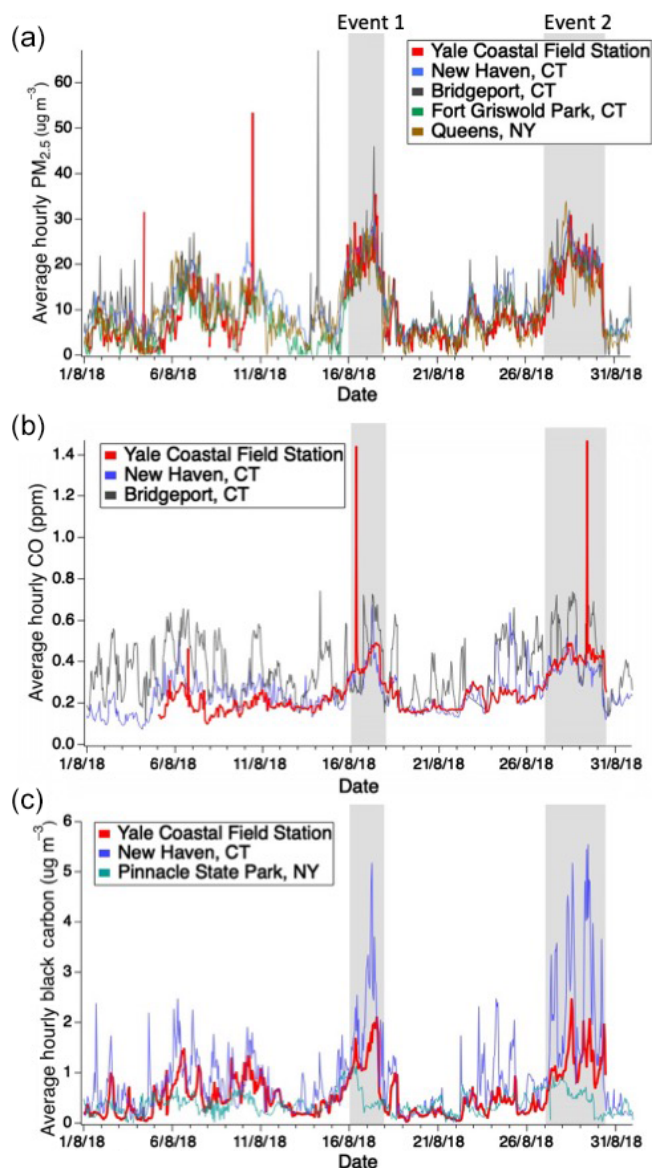 Event 1 Event 2
(a)
Yale Coastal Field Station
New Haven, CT
Bridgeport, CT
Fort Griswold Park, CT
Queens, NY
Average hourly PM2.5 (ug m−3)
60
50
40
30
20
10
0
1/8/18 6/8/18 11/8/18 16/8/18 21/8/18 26/8/18 31/8/18
Date
(b)
Yale Coastal Field Station
New Haven, CT
Bridgeport, CT
Average hourly CO (ppm)
1.4
1.2
1.0
0.8
0.6
0.4
0.2
0.0
1/8/18 6/8/18 11/8/18 16/8/18 21/8/18 26/8/18 31/8/18
Date
(c)
Yale Coastal Field Station
New Haven, CT
Pinnacle State Park, NY
Average hourly black carbon (ug m−3)
6
5
4
3
2
1
0
1/8/18 6/8/18 11/8/18 16/8/18 21/8/18 26/8/18 31/8/18
Date